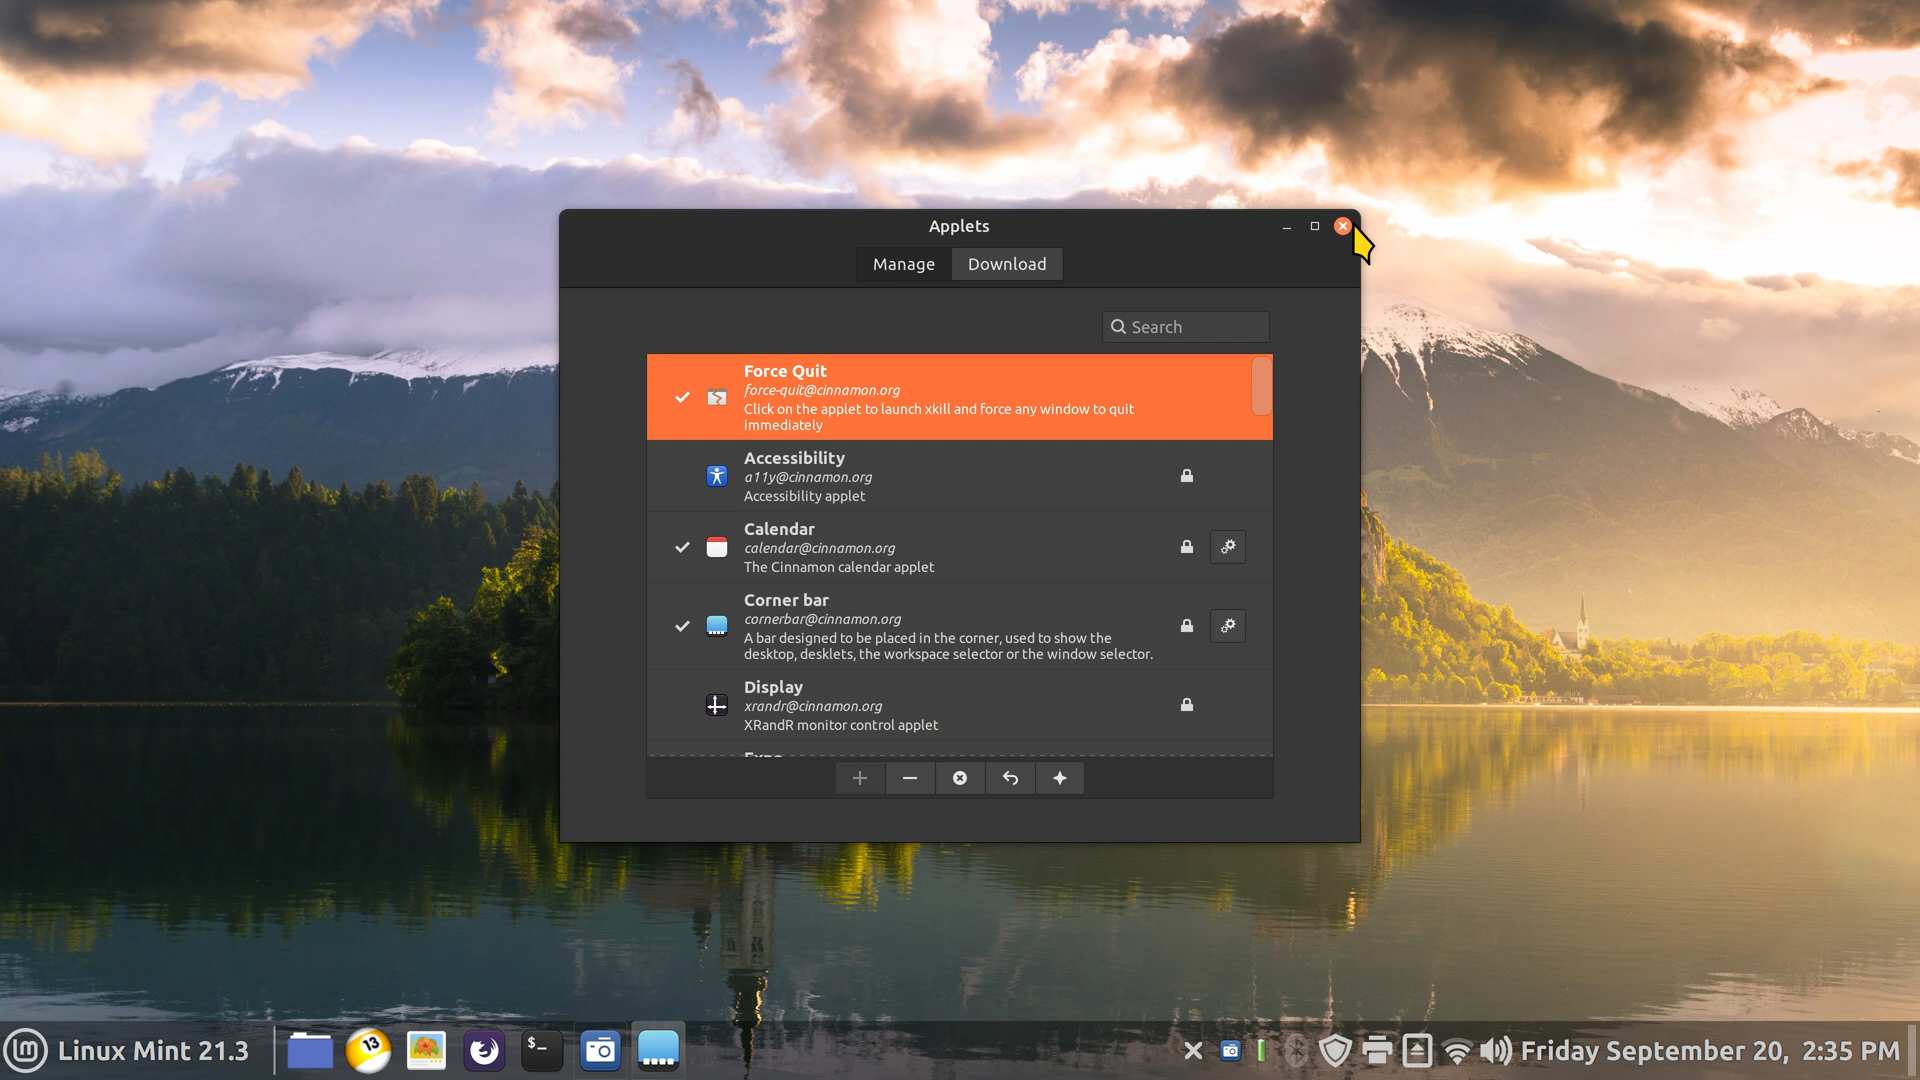 Applets
Manage Download
Search
Force Quit
force-quit@cinnamon.org
Click on the applet to launch xkill and force any window to quit
immediately
Accessibility
a11y@cinnamon.org
Accessibility applet
Calendar
calendar@cinnamon.org
The Cinnamon calendar applet
Corner bar
cornerbar@cinnamon.org
A bar designed to be placed in the corner, used to show the
desktop, desklets, the workspace selector or the window selector.
Display
xrandr@cinnamon.org
XRandR monitor control applet
Linux Mint 21.3
13
$_
Friday September 20, 2:35 PM